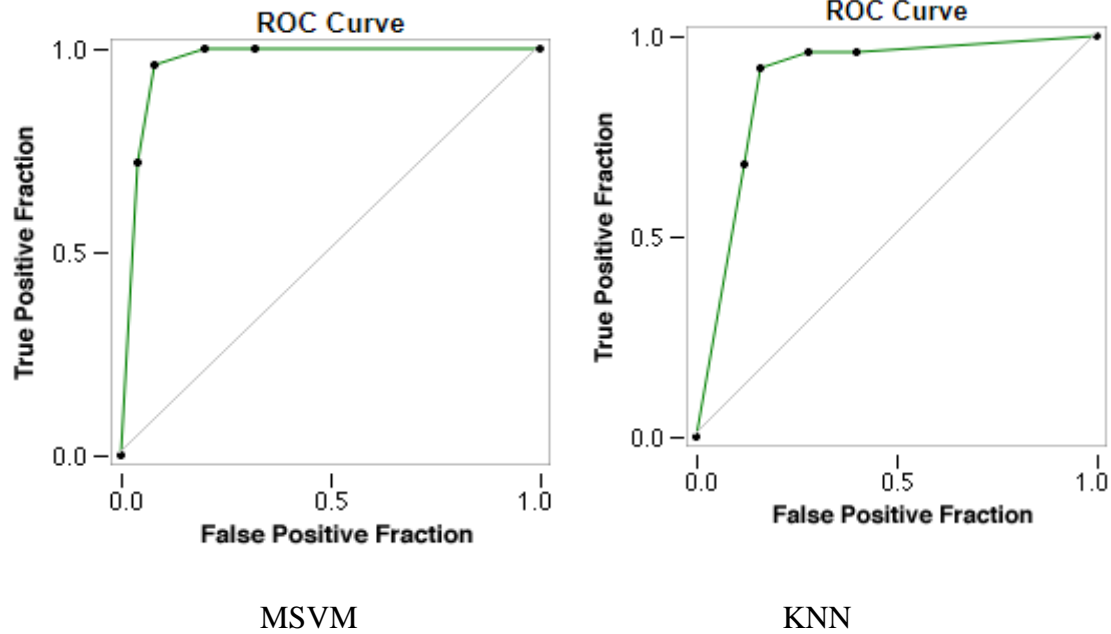 ROC Curve
1.0
0.5
0.0
True Positive Fraction
0.0 0.5 1.0
False Positive Fraction
MSVM
ROC Curve
1.0
0.5
0.0
True Positive Fraction
0.0 0.5 1.0
False Positive Fraction
KNN